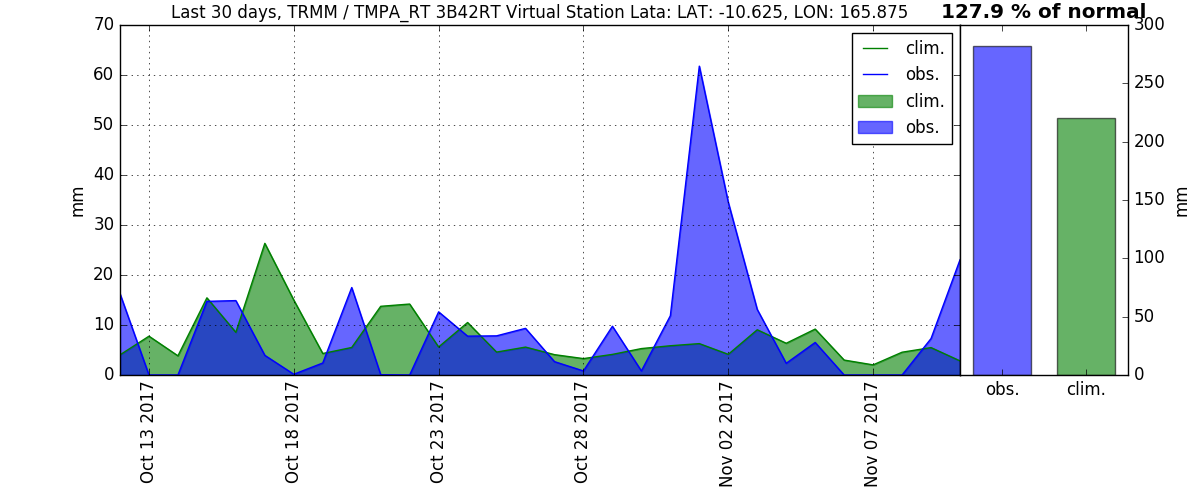 Last 30 days, TRMM / TMPA_RT 3B42RT Virtual Station Lata: LAT: -10.625, LON: 165.875
127.9 % of normal
70
60
50
40
30
20
10
0
mm
clim.
obs.
clim.
obs.
Oct 13 2017
Oct 18 2017
Oct 23 2017
Oct 28 2017
Nov 02 2017
Nov 07 2017
300
250
200
150
100
50
0
mm
obs.
clim.